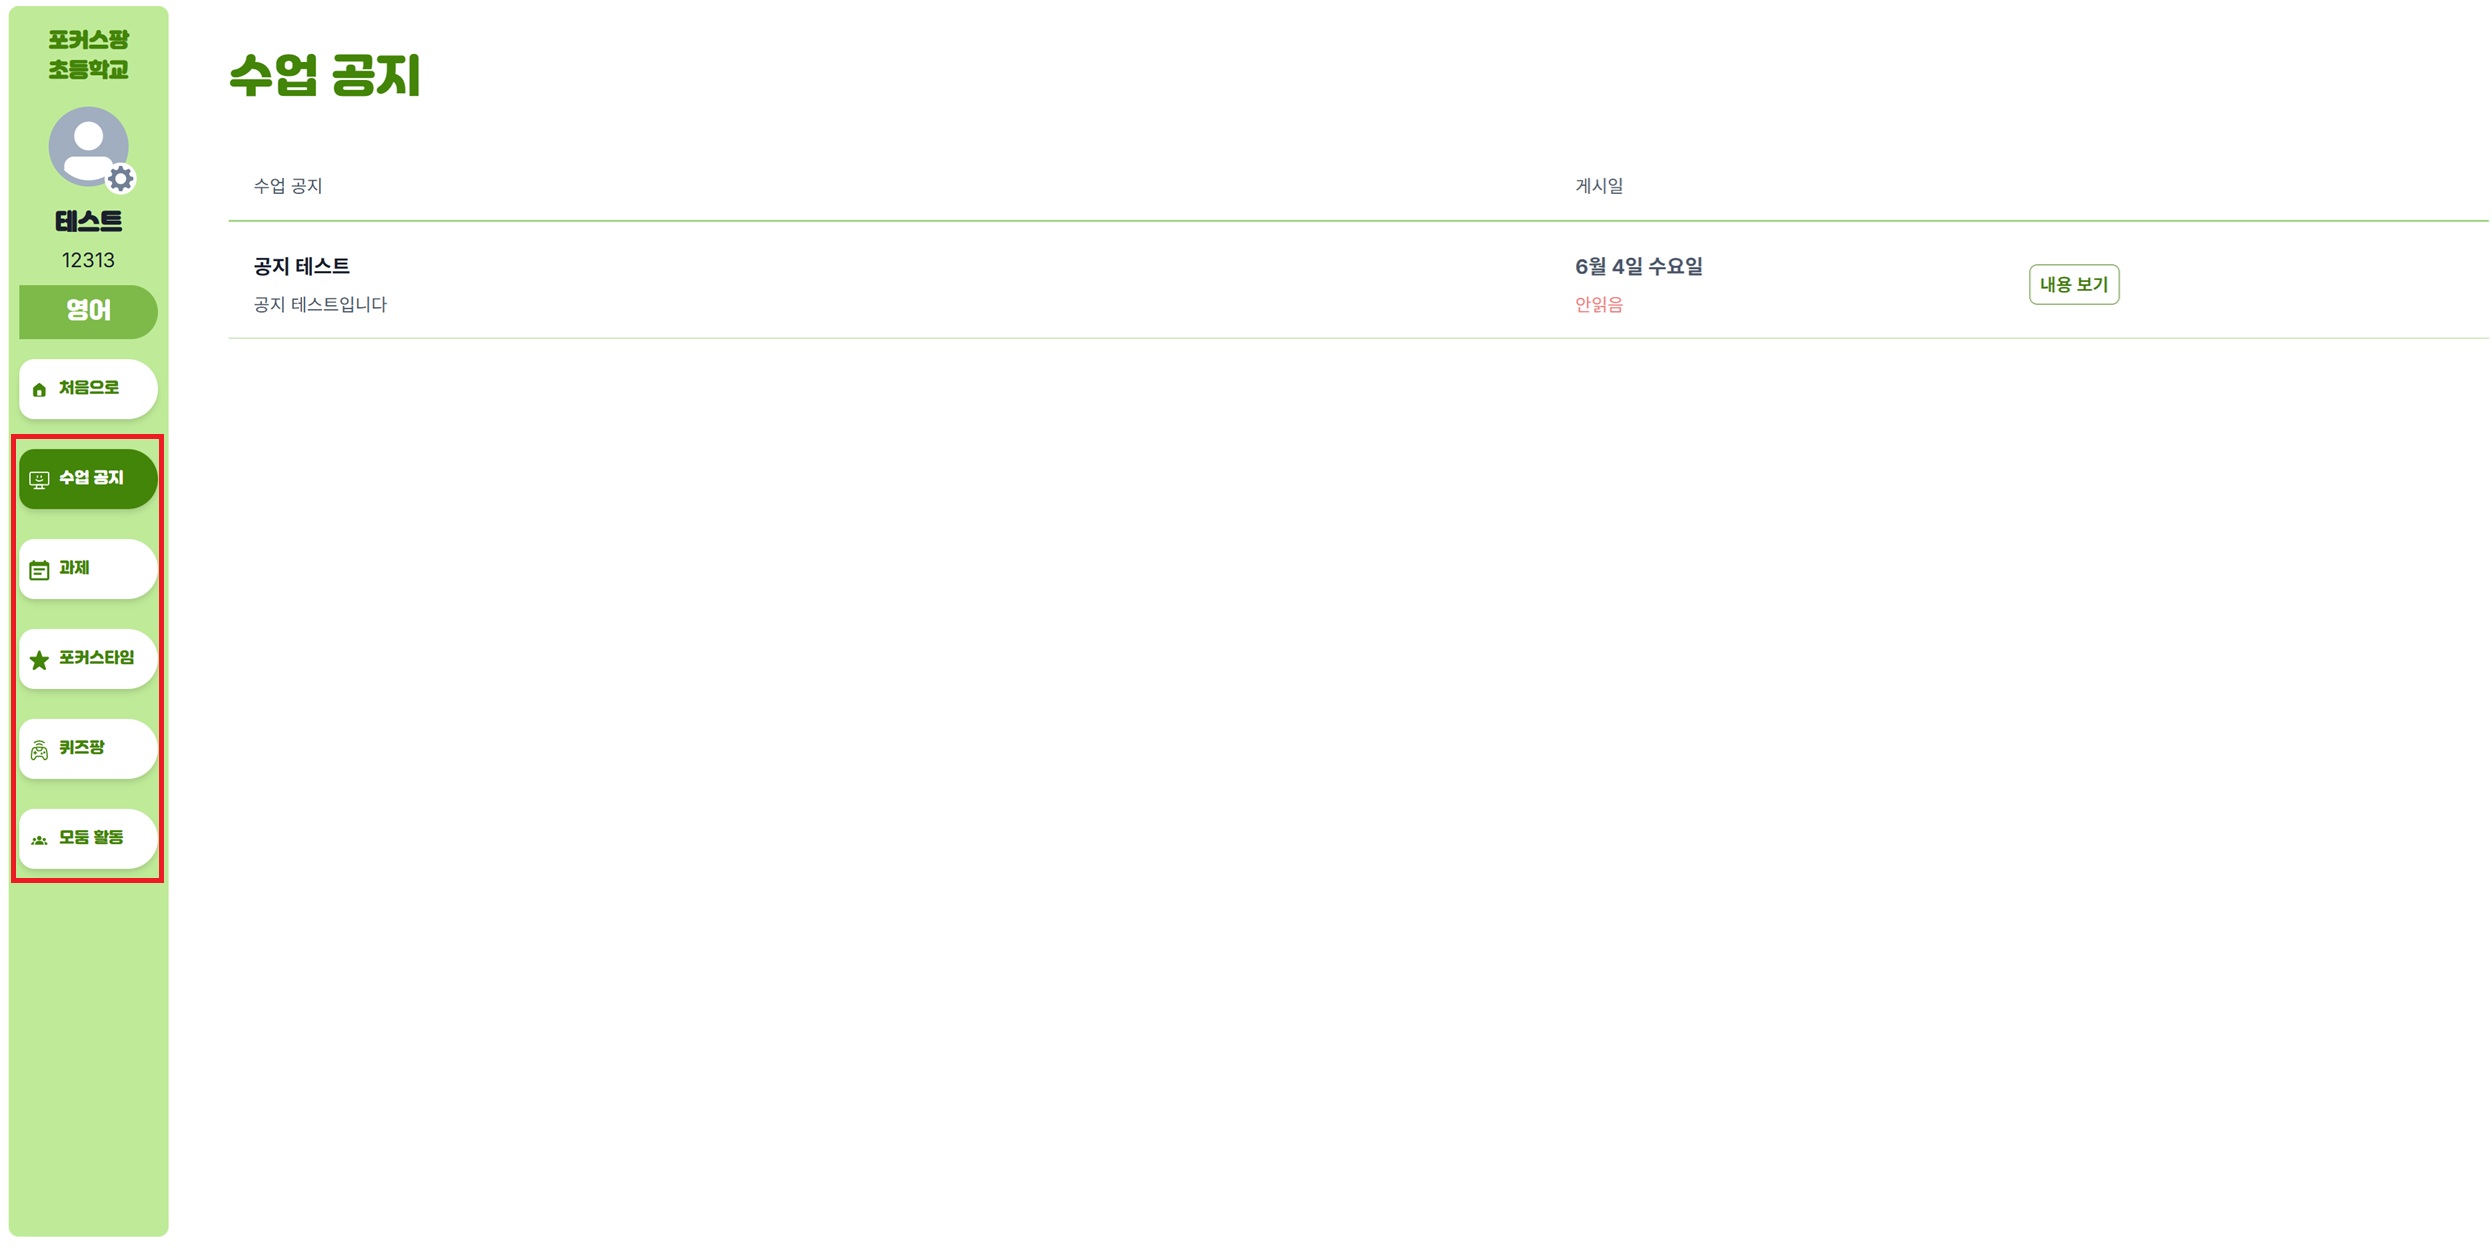 포커스팡
초등학교
테스트
12313
영어
처음으로
수업 공지
과제
포커스타임
퀴즈팡
모둠 활동
수업 공지
수업 공지 게시일
공지 테스트 6월 4일 수요일
공지 테스트입니다 안읽음
내용 보기